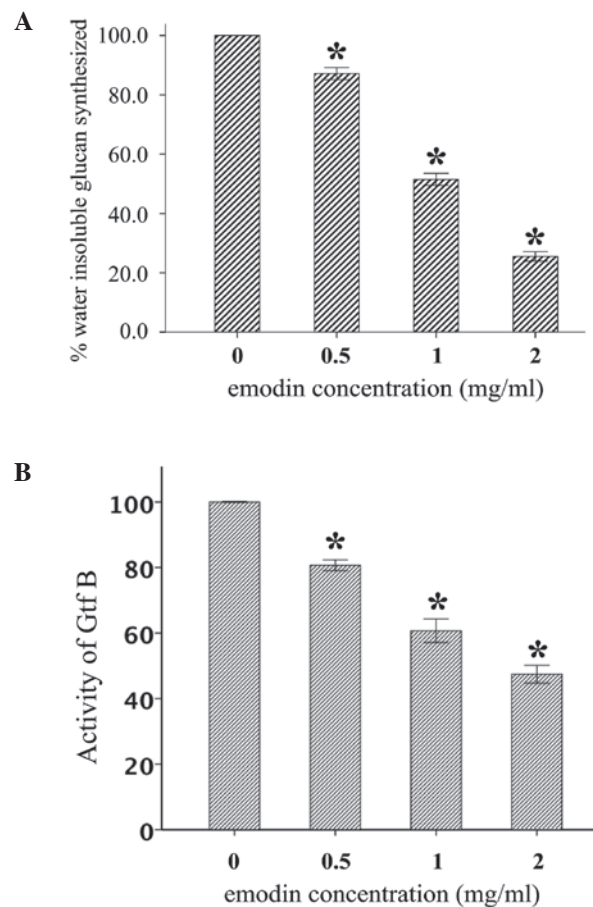 A
% water insoluble glucan synthesized
100.0
80.0
60.0
40.0
20.0
0.0
*
*
*
0 0.5 1 2
emodin concentration (mg/ml)
B
Activity of Gtf B
100
80
60
40
20
0
*
*
*
0 0.5 1 2
emodin concentration (mg/ml)